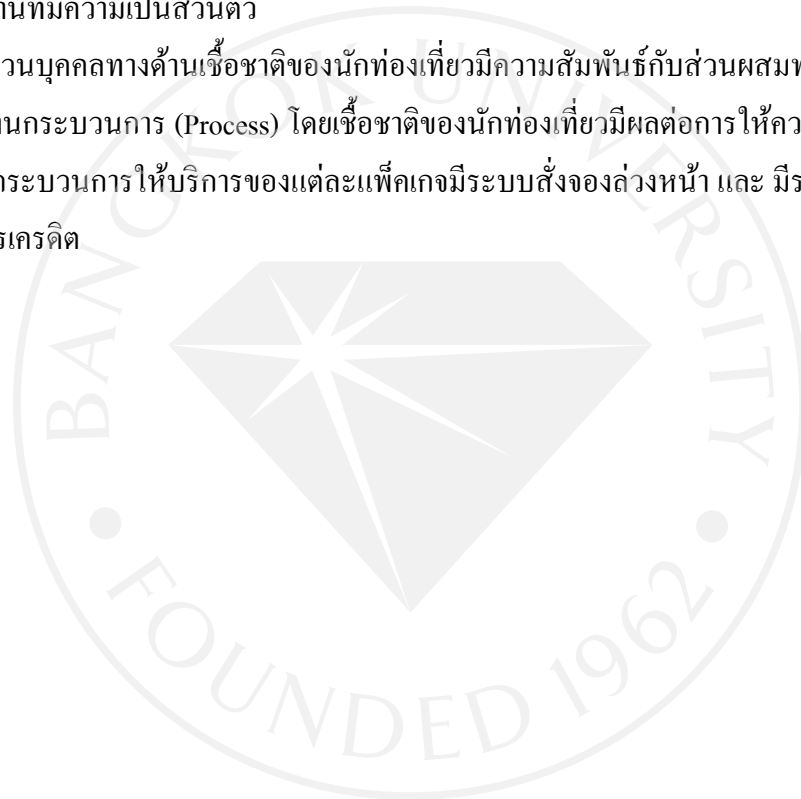 วนบุคคลทางด้านเชื้อชาติของนักท่องเที่ยวมีความสัมพันธ์กับส่วนผสม
นกระบวนการ (Process) โดยเชื้อชาติของนักท่องเที่ยวมีผลต่อการให้คว
กระบวนการให้บริการของแต่ละแพ็คเกจมีระบบสั่งจองล่วงหน้า และ มีร
รเครดิต
BANGKOK UNIVERSITY
FOUNDED 1962